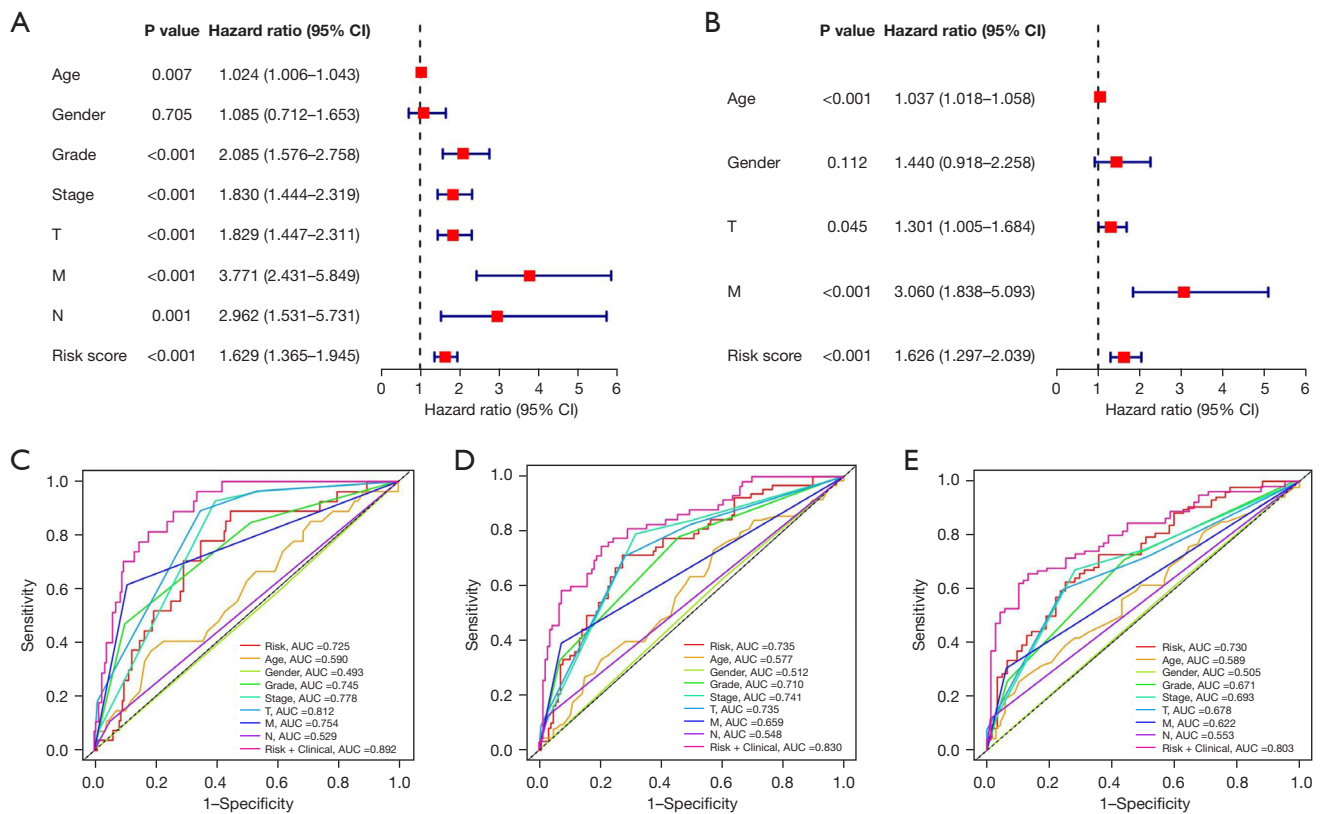 A
P value Hazard ratio (95% CI)
Age 0.007 1.024 (1.006–1.043)
Gender 0.705 1.085 (0.712–1.653)
Grade <0.001 2.085 (1.576–2.758)
Stage <0.001 1.830 (1.444–2.319)
T <0.001 1.829 (1.447–2.311)
M <0.001 3.771 (2.431–5.849)
N 0.001 2.962 (1.531–5.731)
Risk score <0.001 1.629 (1.365–1.945)
0 1 2 3 4 5 6
Hazard ratio (95% CI)
B
P value Hazard ratio (95% CI)
Age <0.001 1.037 (1.018–1.058)
Gender 0.112 1.440 (0.918–2.258)
T 0.045 1.301 (1.005–1.684)
M <0.001 3.060 (1.838–5.093)
Risk score <0.001 1.626 (1.297–2.039)
0 1 2 3 4 5 6
Hazard ratio (95% CI)
C
Sensitivity
1.0
0.8
0.6
0.4
0.2
0.0
Risk, AUC =0.725
Age, AUC =0.590
Gender, AUC =0.493
Grade, AUC =0.745
Stage, AUC =0.778
T, AUC =0.812
M, AUC =0.754
N, AUC =0.529
Risk + Clinical, AUC =0.892
0.0 0.2 0.4 0.6 0.8 1.0
1–Specificity
D
Sensitivity
1.0
0.8
0.6
0.4
0.2
0.0
Risk, AUC =0.735
Age, AUC =0.577
Gender, AUC =0.512
Grade, AUC =0.710
Stage, AUC =0.741
T, AUC =0.735
M, AUC =0.659
N, AUC =0.548
Risk + Clinical, AUC =0.830
0.0 0.2 0.4 0.6 0.8 1.0
1–Specificity
E
Sensitivity
1.0
0.8
0.6
0.4
0.2
0.0
Risk, AUC =0.730
Age, AUC =0.589
Gender, AUC =0.505
Grade, AUC =0.671
Stage, AUC =0.693
T, AUC =0.678
M, AUC =0.622
N, AUC =0.553
Risk + Clinical, AUC =0.803
0.0 0.2 0.4 0.6 0.8 1.0
1–Specificity